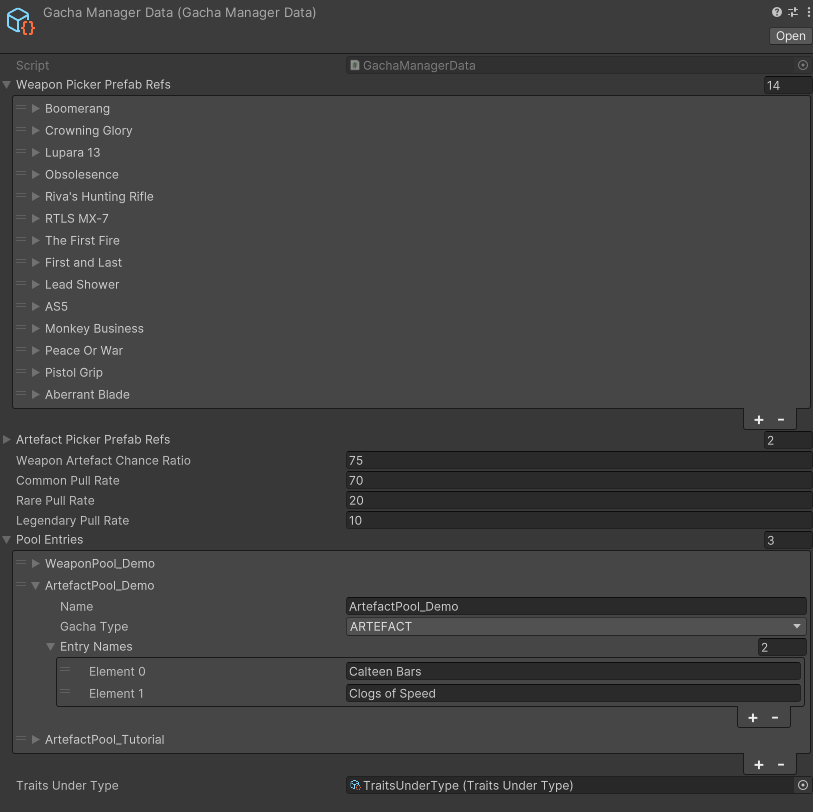 Gacha Manager Data (Gacha Manager Data)
Open
Script GachaManagerData
Weapon Picker Prefab Refs 14
Boomerang
Crowning Glory
Lupara 13
Obsolesence
Riva's Hunting Rifle
RTLS MX-7
The First Fire
First and Last
Lead Shower
AS5
Monkey Business
Peace Or War
Pistol Grip
Aberrant Blade
+ -
Artefact Picker Prefab Refs 2
Weapon Artefact Chance Ratio 75
Common Pull Rate 70
Rare Pull Rate 20
Legendary Pull Rate 10
Pool Entries 3
WeaponPool_Demo
ArtefactPool_Demo
Name ArtefactPool_Demo
Gacha Type ARTEFACT
Entry Names 2
Element 0 Calteen Bars
Element 1 Clogs of Speed
+ -
ArtefactPool_Tutorial
+ -
Traits Under Type TraitsUnderType (Traits Under Type)